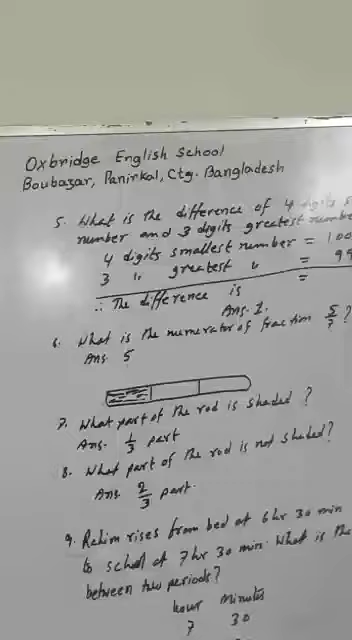 Oxbridge English School
Boubazar, Panirkal, Ctg. Bangladesh
5. What is the difference of 4 digits
number and 3 digits greatest number
4 digits smallest number = 100
3 " greatest " = 99
∴ The difference is =
Ans. 1.
6. What is the numerator of fraction 5/7?
Ans. 5
7. What part of the rod is shaded?
Ans. 1/3 part
8. What part of the rod is not shaded?
Ans. 2/3 part.
9. Rahim rises from bed at 6 hr 30 min
to school at 7 hr 30 min. What is the
between two periods?
hour minutes
7 30